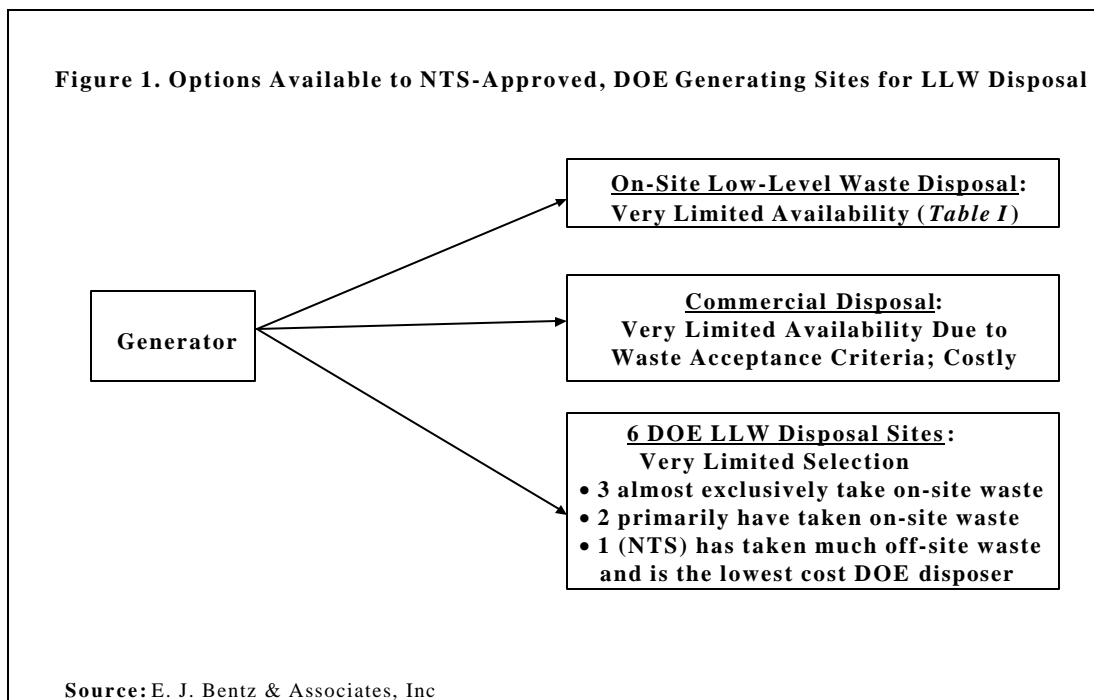 Figure 1. Options Available to NTS-Approved, DOE Generating Sites for LLW Disposal
On-Site Low-Level Waste Disposal:
Very Limited Availability (Table I)
Generator
Commercial Disposal:
Very Limited Availability Due to
Waste Acceptance Criteria; Costly
6 DOE LLW Disposal Sites:
Very Limited Selection
• 3 almost exclusively take on-site waste
• 2 primarily have taken on-site waste
• 1 (NTS) has taken much off-site waste
and is the lowest cost DOE disposer
Source: E. J. Bentz & Associates, Inc